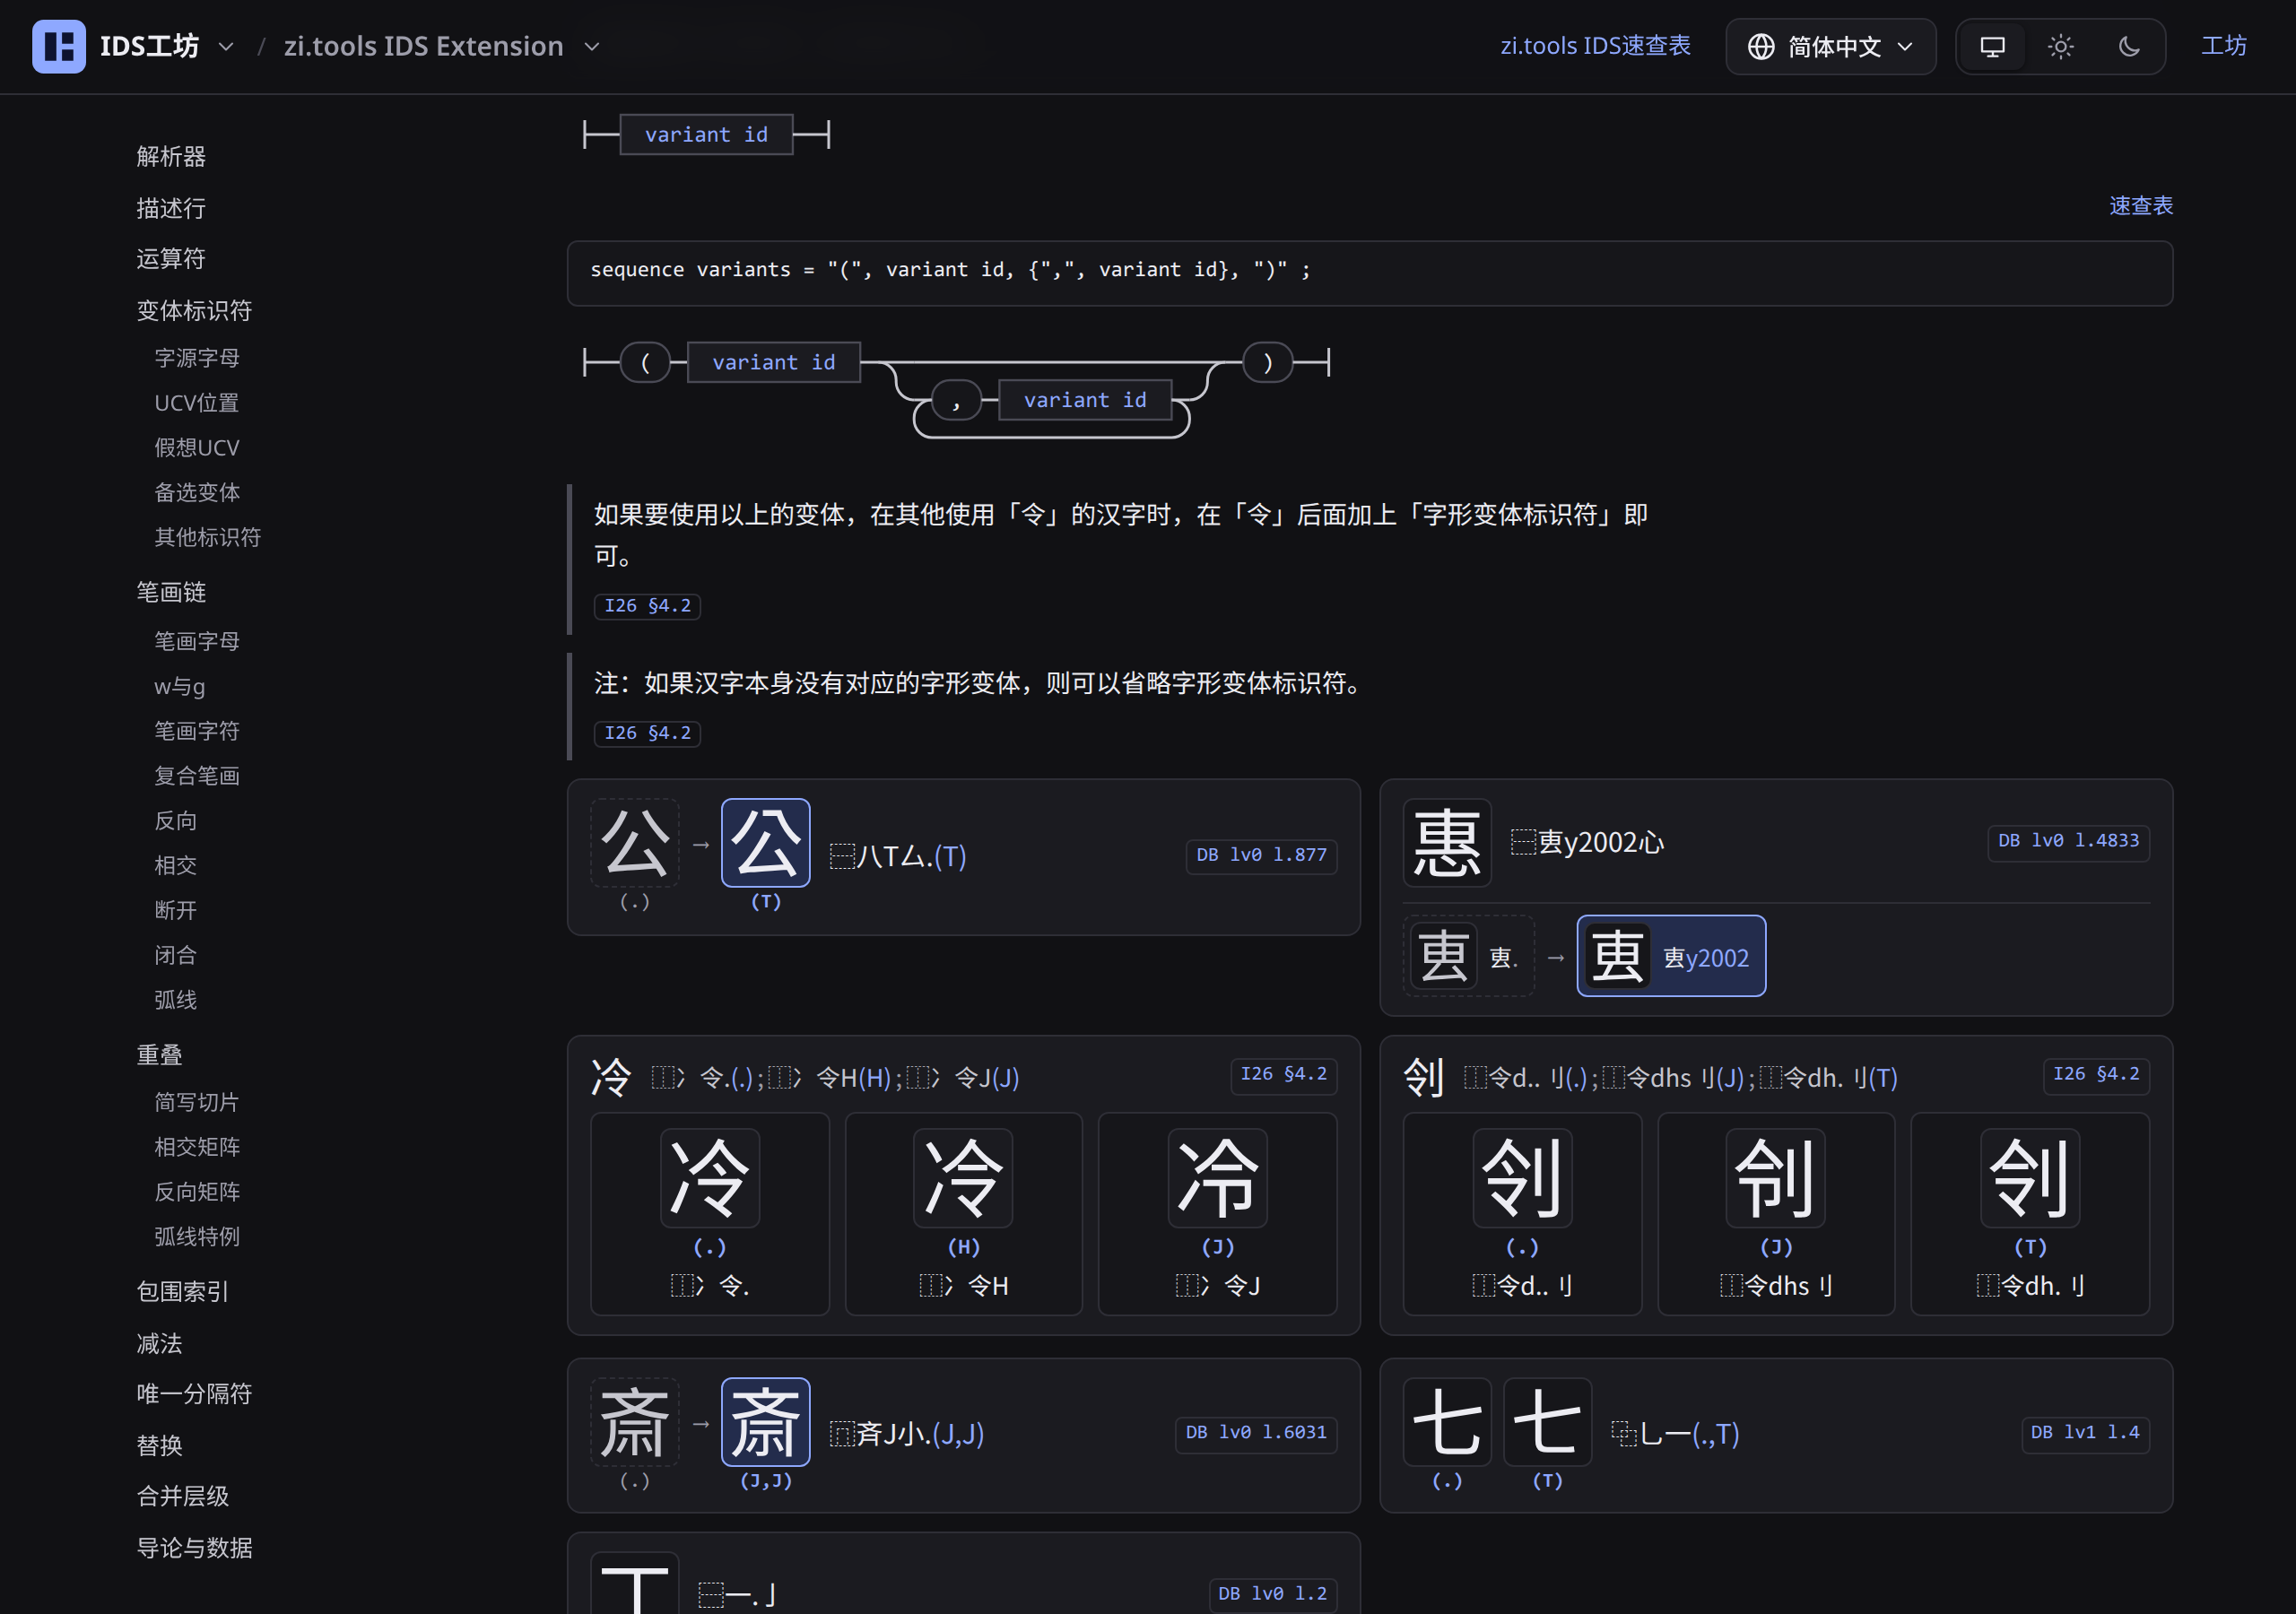 IDS工坊 / zi.tools IDS Extension
zi.tools IDS速查表 简体中文 工坊
解析器
描述行
运算符
变体标识符
字源字母
UCV位置
假想UCV
备选变体
其他标识符
笔画链
笔画字母
w与g
笔画字符
复合笔画
反向
相交
断开
闭合
弧线
重叠
简写切片
相交矩阵
反向矩阵
弧线特例
包围索引
减法
唯一分隔符
替换
合并层级
导论与数据
variant id
速查表
sequence variants = "(", variant id, {",", variant id}, ")" ;
( variant id )
, variant id
如果要使用以上的变体，在其他使用「令」的汉字时，在「令」后面加上「字形变体标识符」即
可。
I26 §4.2
注：如果汉字本身没有对应的字形变体，则可以省略字形变体标识符。
I26 §4.2
公 → 公 ⿱八T厶.(T) DB lv0 l.877
(.) (T)
惠 ⿱叀y2002心 DB lv0 l.4833
叀 叀. → 叀 叀y2002
冷 ⿰冫令.(.);⿰冫令H(H);⿰冫令J(J) I26 §4.2
冷 冷 冷
(.) (H) (J)
⿰冫令. ⿰冫令H ⿰冫令J
刢 ⿰令d..刂(.);⿰令dhs刂(J);⿰令dh.刂(T) I26 §4.2
刢 刢 刢
(.) (J) (T)
⿰令d..刂 ⿰令dhs刂 ⿰令dh.刂
斋 → 斋 ⿵斉J小.(J,J) DB lv0 l.6031
(.) (J,J)
七 七 ⿻乚一(.,T) DB lv1 l.4
(.) (T)
丁 ⿱一.亅 DB lv0 l.2